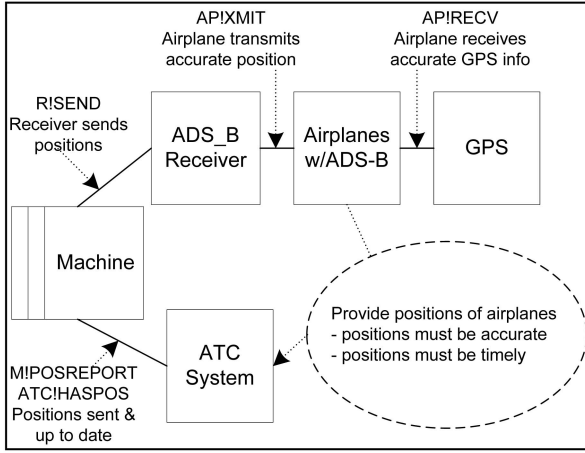 AP!XMIT
Airplane transmits
accurate position
AP!RECV
Airplane receives
accurate GPS info
R!SEND
Receiver sends
positions
ADS_B
Receiver
Airplanes
w/ADS-B
GPS
Machine
Provide positions of airplanes
- positions must be accurate
- positions must be timely
ATC
System
M!POSREPORT
ATC!HASPOS
Positions sent &
up to date